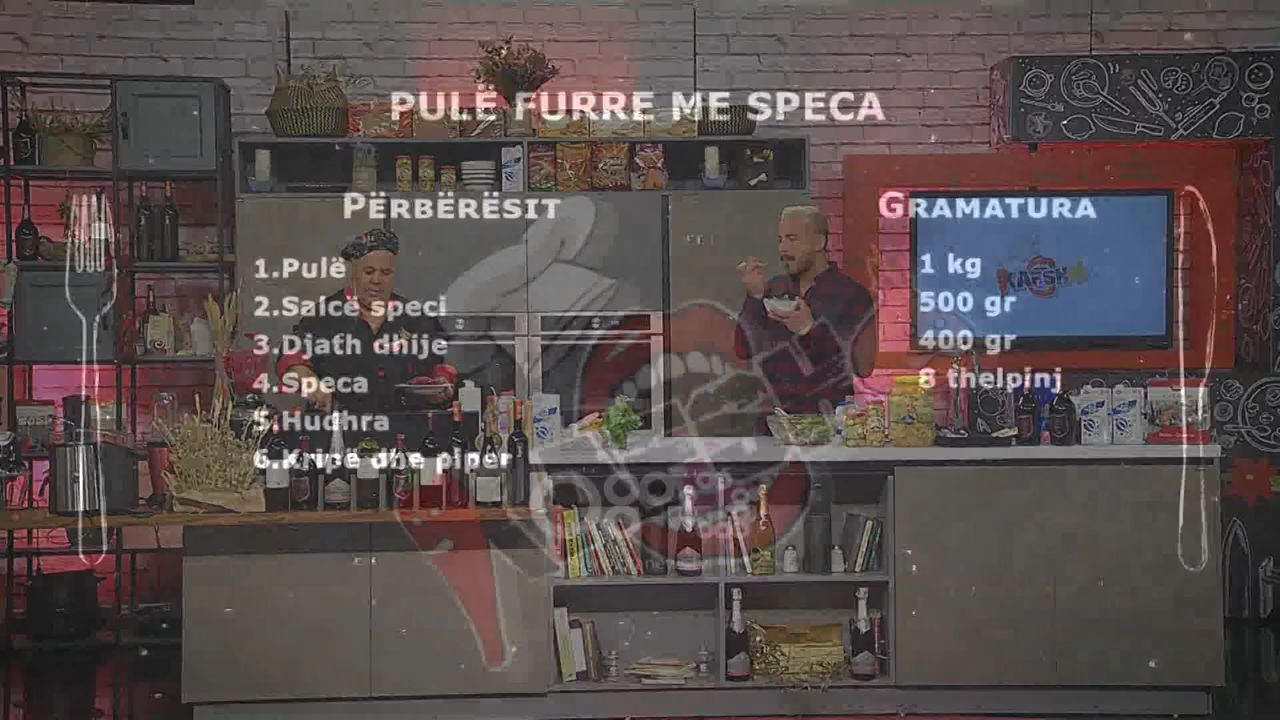 PULË FURRE ME SPECA
PËRBËRËSIT GRAMATURA
1.Pulë 1 kg
2.Salcë speci 500 gr
3.Djath dhije 400 gr
4.Speca 8 thelpinj
5.Hudhra
6.Kripë dhe piper